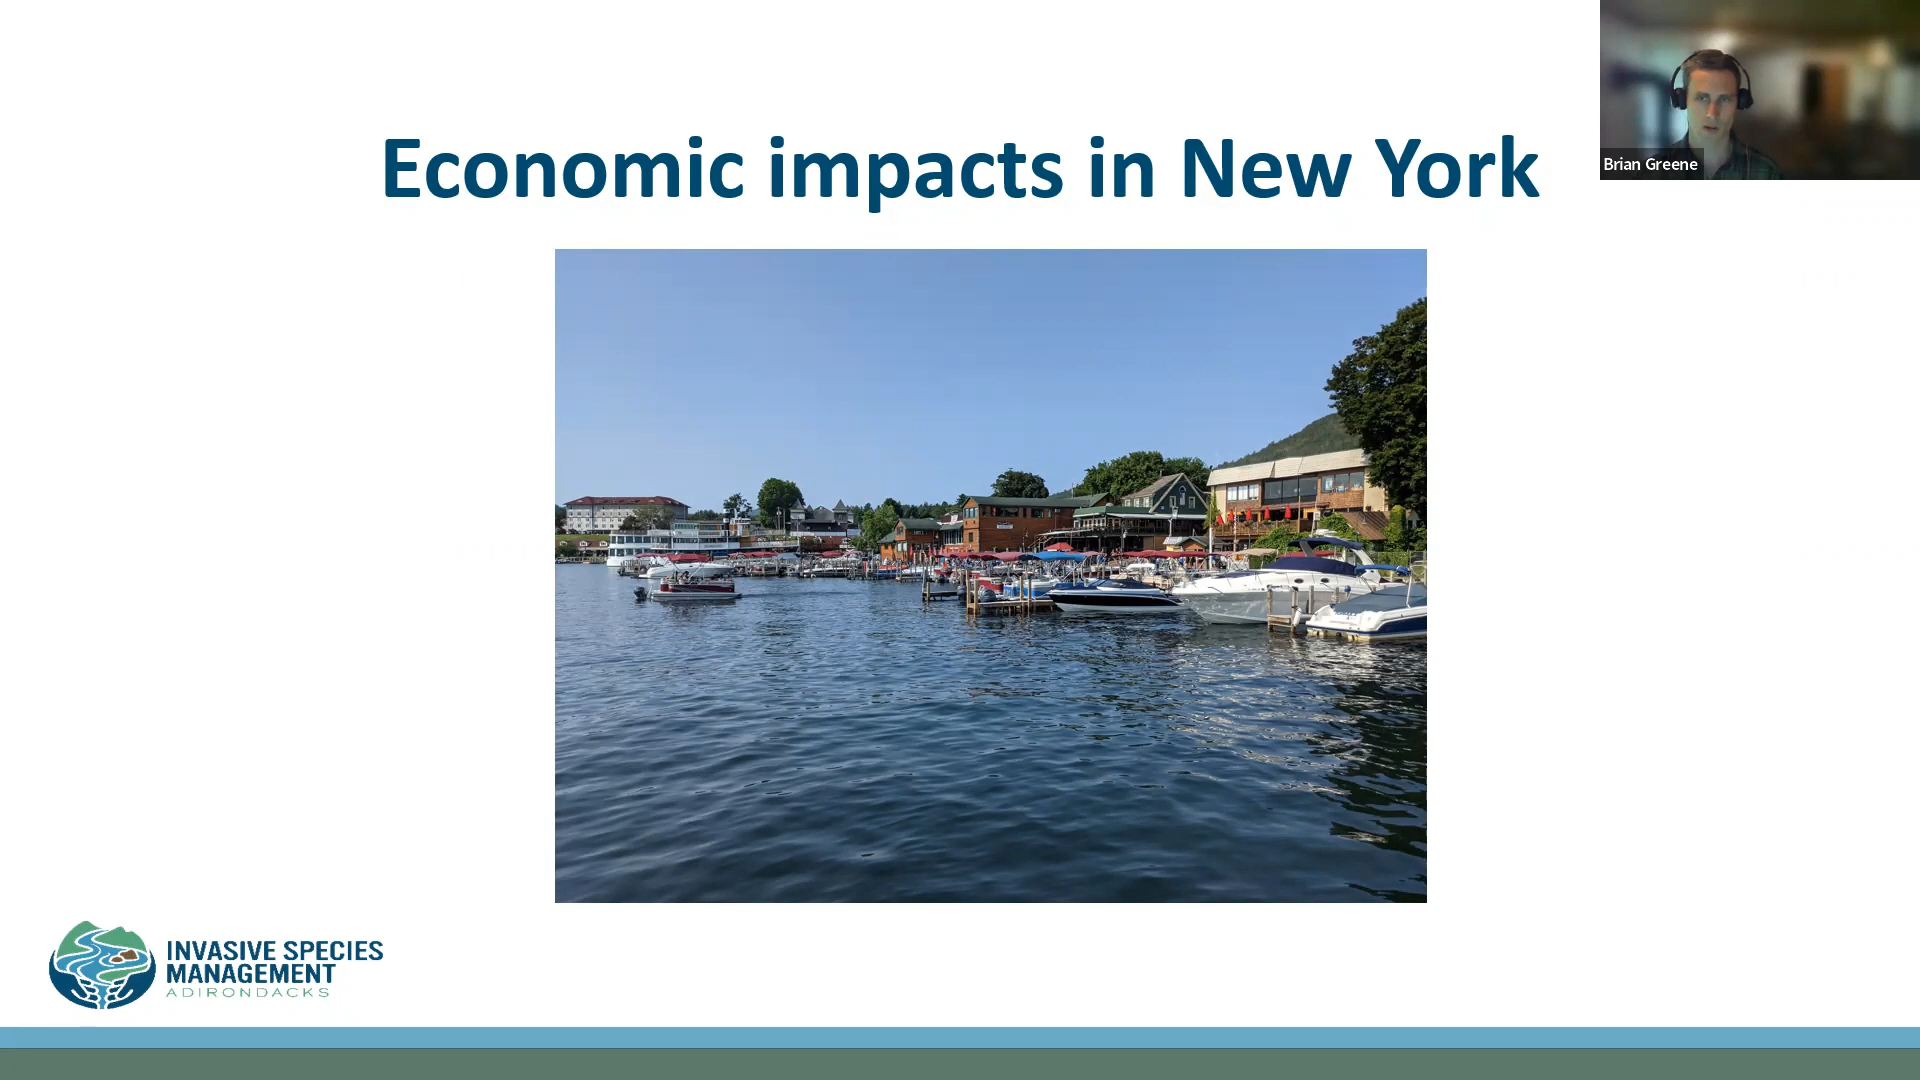 Economic impacts in New York
Brian Greene
INVASIVE SPECIES
MANAGEMENT
ADIRONDACKS